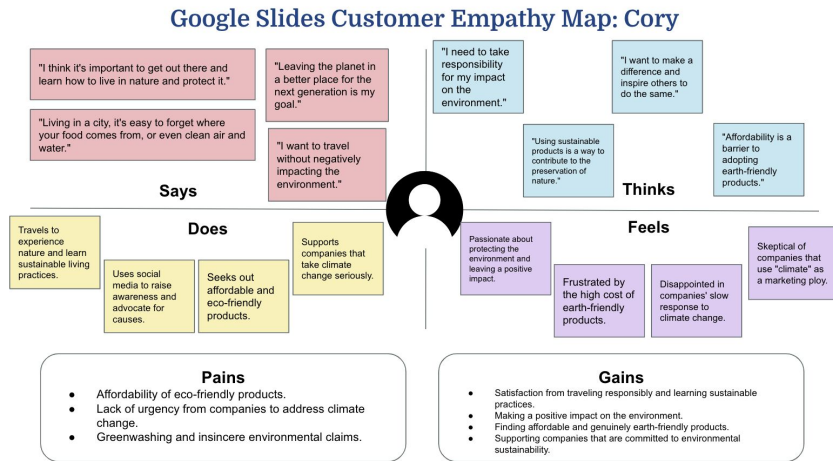 Google Slides Customer Empathy Map: Cory
"I think it's important to get out there and
learn how to live in nature and protect it."
"Living in a city, it's easy to forget where
your food comes from, or even clean air and
water."
"Leaving the planet in
a better place for the
next generation is my
goal."
"I want to travel
without negatively
impacting the
environment."
Says
"I need to take
responsibility
for my impact
on the
environment."
"I want to make a
difference and
inspire others to
do the same."
"Using sustainable
products is a way to
contribute to the
preservation of
nature."
"Affordability is a
barrier to
adopting
earth-friendly
products."
Thinks
Does
Travels to
experience
nature and learn
sustainable living
practices.
Uses social
media to raise
awareness and
advocate for
causes.
Seeks out
affordable and
eco-friendly
products.
Supports
companies that
take climate
change seriously.
Feels
Passionate about
protecting the
environment and
leaving a positive
impact.
Frustrated by
the high cost of
earth-friendly
products.
Disappointed in
companies' slow
response to
climate change.
Skeptical of
companies that
use "climate" as
a marketing ploy.
Pains
● Affordability of eco-friendly products.
● Lack of urgency from companies to address climate
change.
● Greenwashing and insincere environmental claims.
Gains
● Satisfaction from traveling responsibly and learning sustainable
practices.
● Making a positive impact on the environment.
● Finding affordable and genuinely earth-friendly products.
● Supporting companies that are committed to environmental
sustainability.